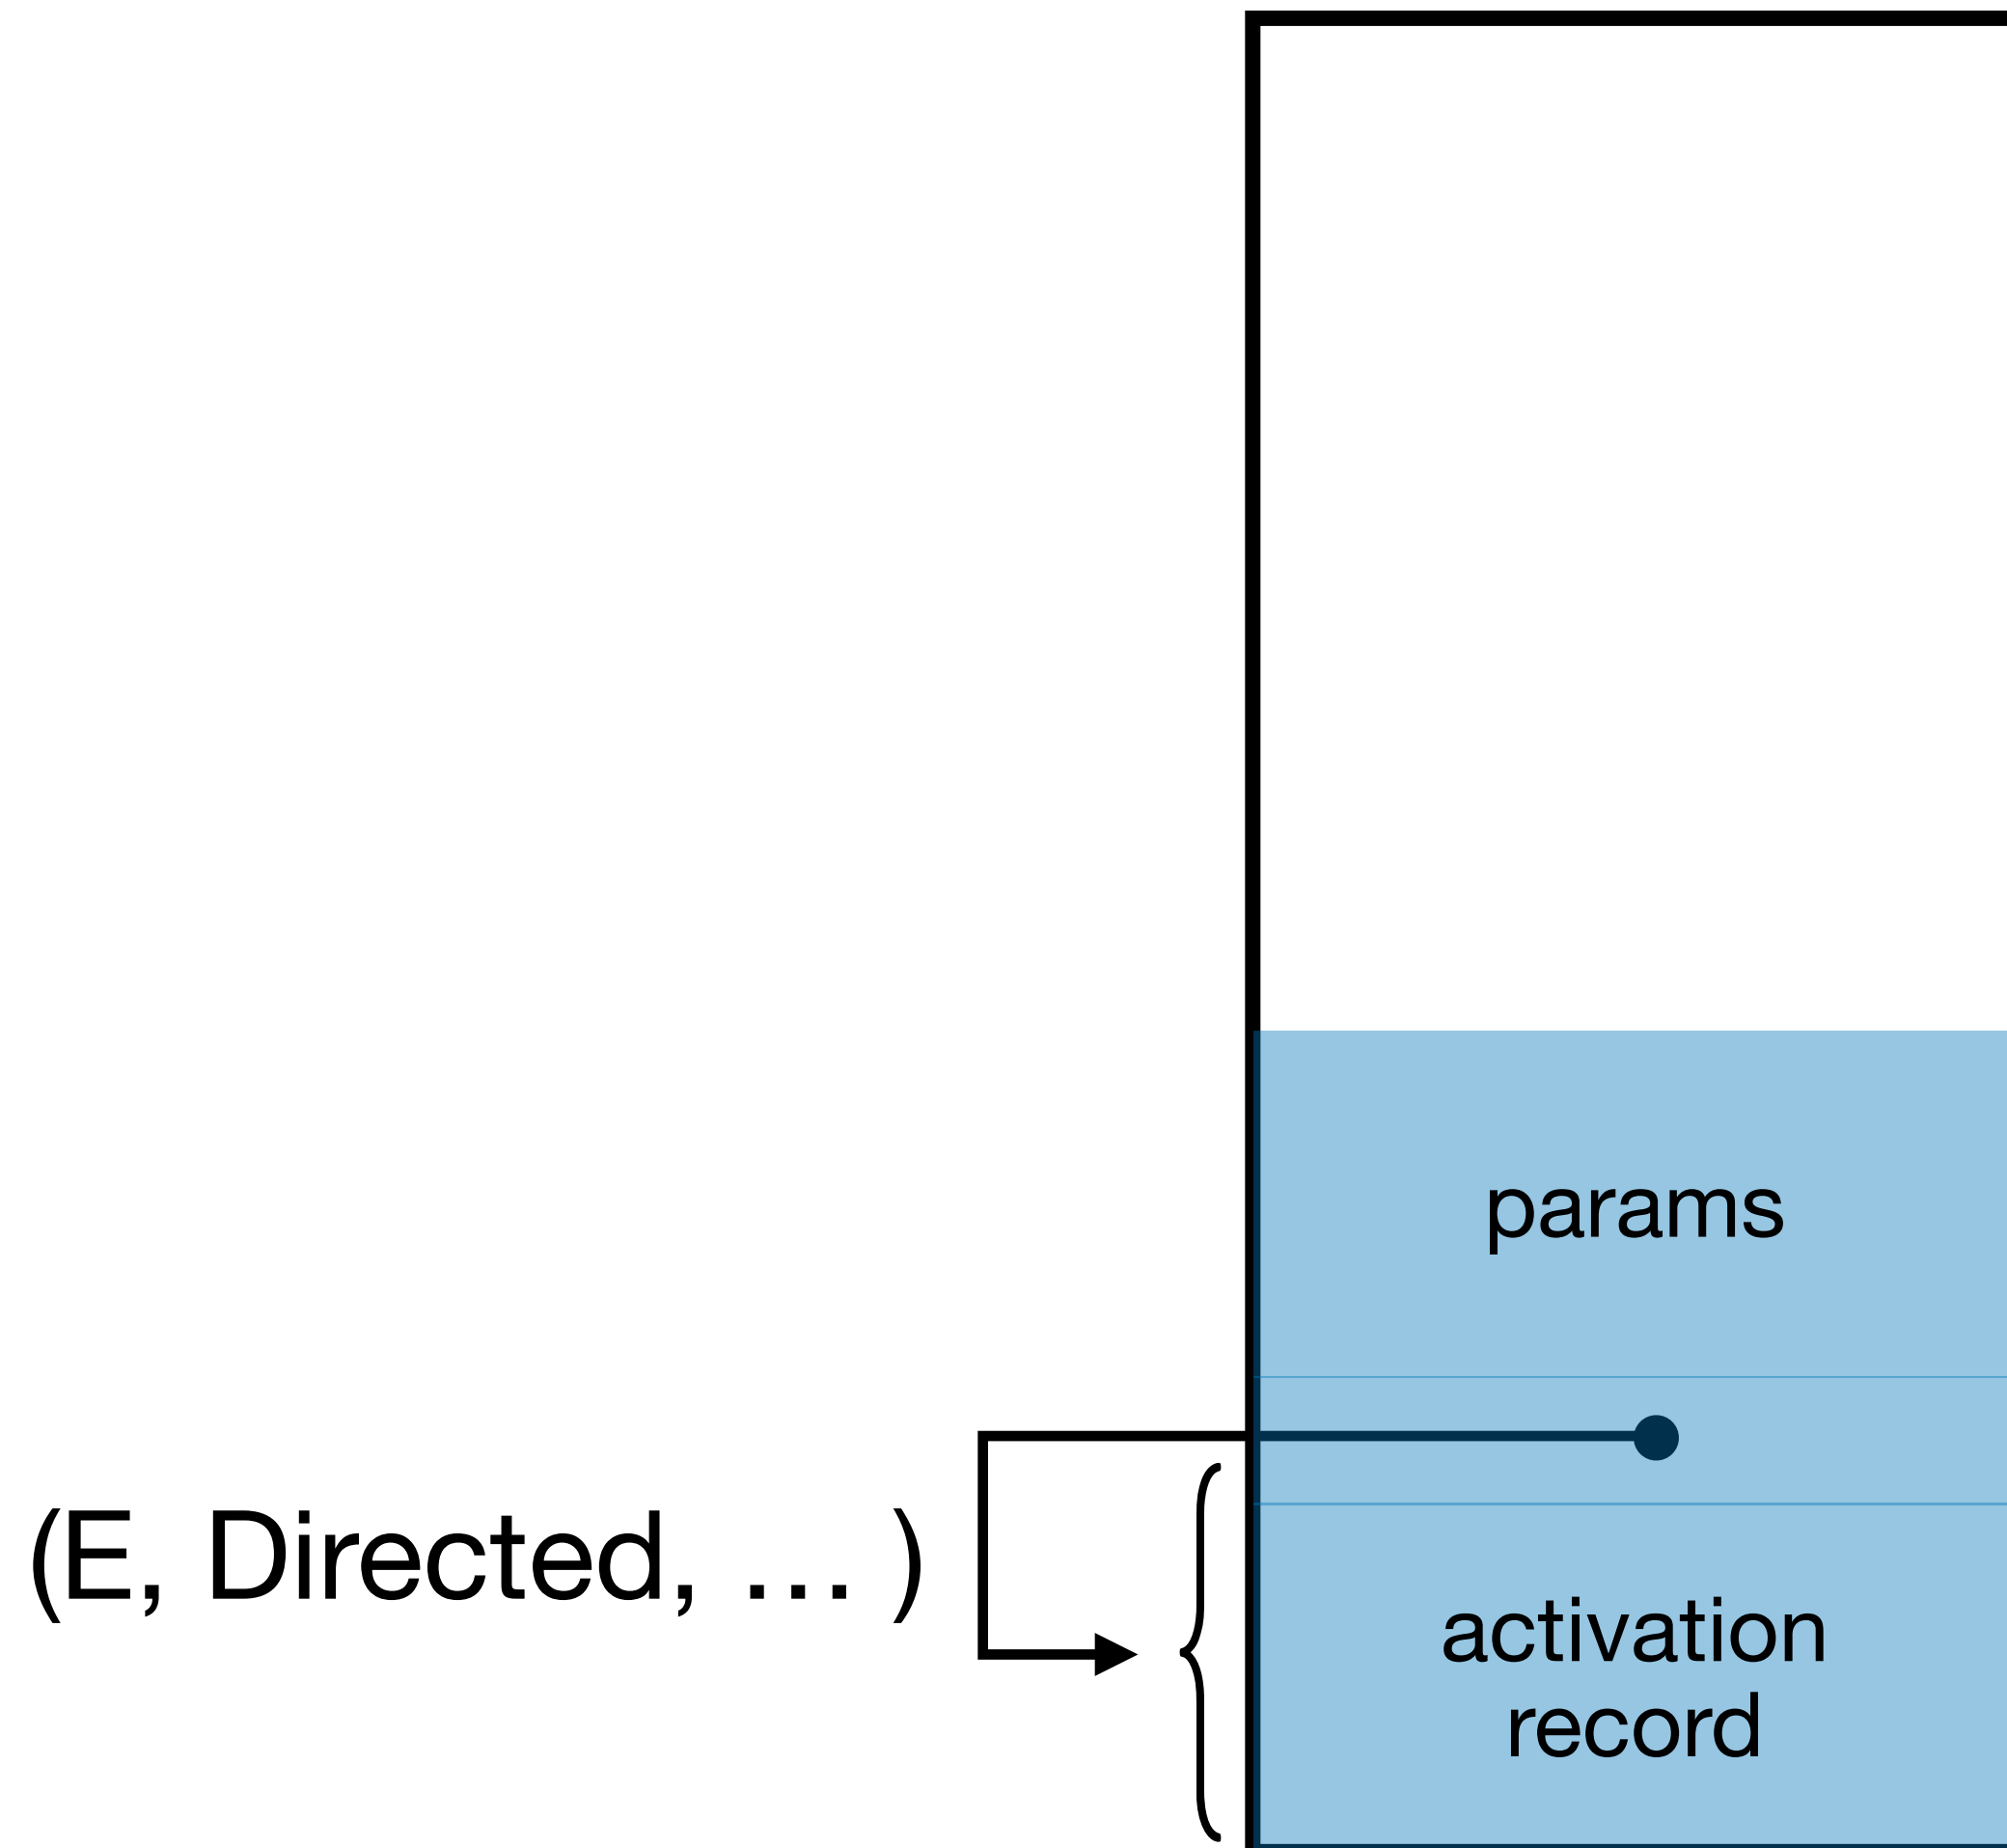 params
(E, Directed, ... )
activation
record